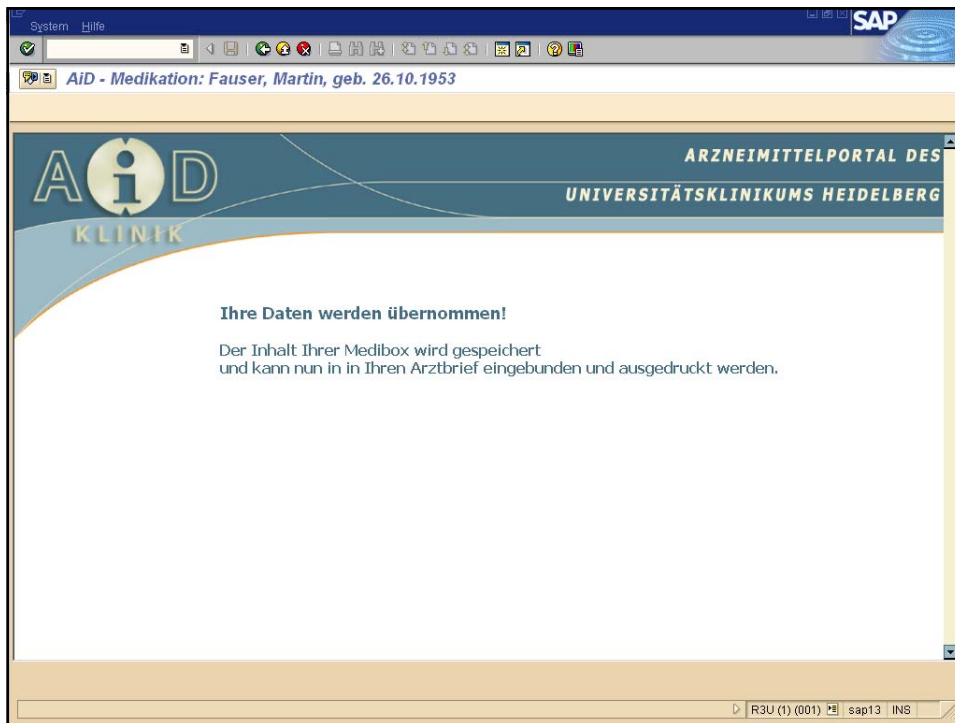 System Hilfe
SAP
AiD - Medikation: Fauser, Martin, geb. 26.10.1953
AiD
KLINIK
ARZNEIMITTELPORTAL DES
UNIVERSITÄTSKLINIKUMS HEIDELBERG
Ihre Daten werden übernommen!
Der Inhalt Ihrer Medibox wird gespeichert
und kann nun in in Ihren Arztbrief eingebunden und ausgedruckt werden.
R3U (1) (001) sap13 INS